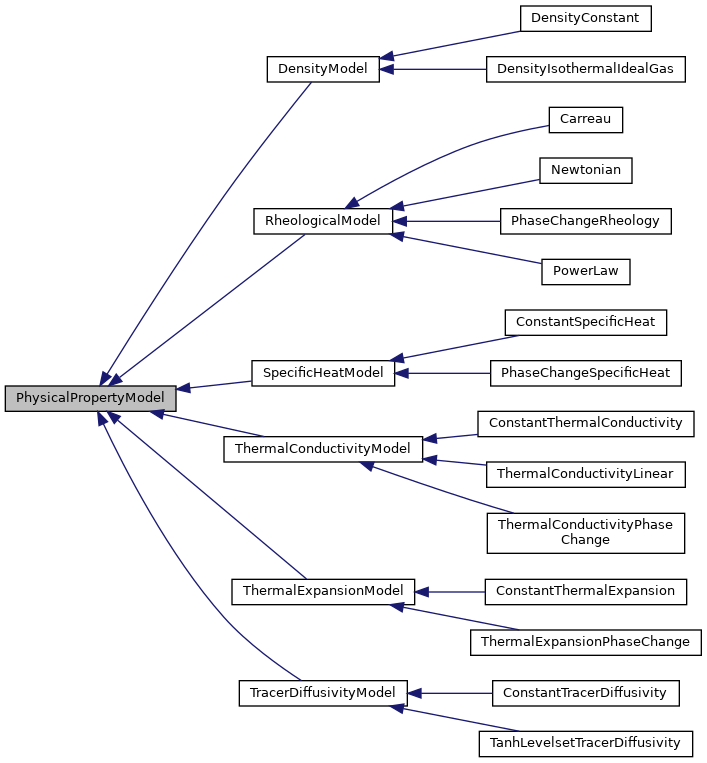 DensityConstant
DensityModel
DensityIsothermalIdealGas
Carreau
Newtonian
RheologicalModel
PhaseChangeRheology
PowerLaw
ConstantSpecificHeat
SpecificHeatModel
PhaseChangeSpecificHeat
PhysicalPropertyModel
ConstantThermalConductivity
ThermalConductivityModel
ThermalConductivityLinear
ThermalConductivityPhase
Change
ThermalExpansionModel
ConstantThermalExpansion
ThermalExpansionPhaseChange
TracerDiffusivityModel
ConstantTracerDiffusivity
TanhLevelsetTracerDiffusivity